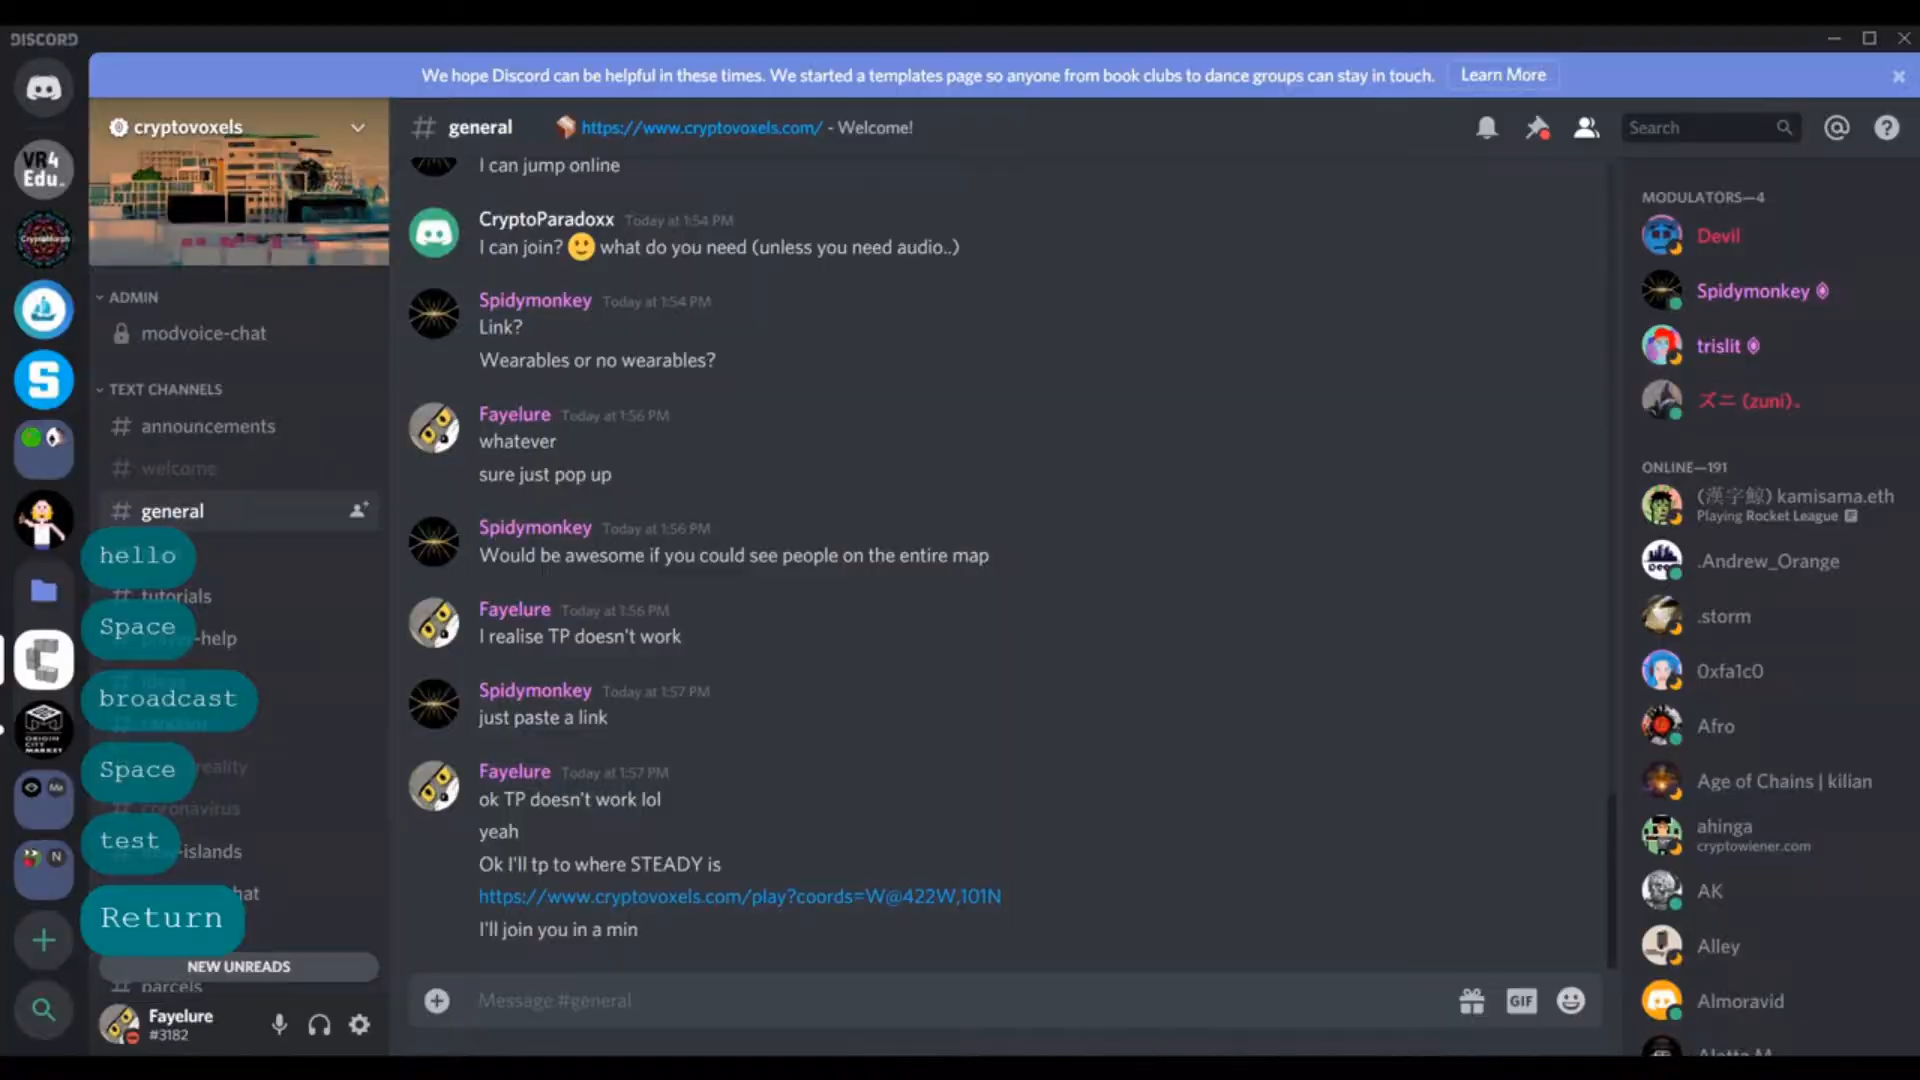 DISCORD
We hope Discord can be helpful in these times. We started a templates page so anyone from book clubs to dance groups can stay in touch.
Learn More
VR4
Edu.
ORIGIN
CITY
MARKET
Me
N
cryptovoxels
ADMIN
modvoice-chat
TEXT CHANNELS
announcements
welcome
general
hello
tutorials
Space
-help
broadcast
Space
reality
coronavirus
test
-islands
hat
Return
NEW UNREADS
parcels
Fayelure
#3182
general
https://www.cryptovoxels.com/ - Welcome!
Search
I can jump online
CryptoParadoxx Today at 1:54 PM
I can join? 🙂 what do you need (unless you need audio..)
Spidymonkey Today at 1:54 PM
Link?
Wearables or no wearables?
Fayelure Today at 1:56 PM
whatever
sure just pop up
Spidymonkey Today at 1:56 PM
Would be awesome if you could see people on the entire map
Fayelure Today at 1:56 PM
I realise TP doesn't work
Spidymonkey Today at 1:57 PM
just paste a link
Fayelure Today at 1:57 PM
ok TP doesn't work lol
yeah
Ok I'll tp to where STEADY is
https://www.cryptovoxels.com/play?coords=W@422W,101N
I'll join you in a min
Message #general
GIF
MODULATORS—4
Devil
Spidymonkey
trislit
ズニ (zuni)。
ONLINE—191
(漢字鯨) kamisama.eth
Playing Rocket League
.Andrew_Orange
.storm
0xfa1c0
Afro
Age of Chains | kilian
ahinga
cryptowiener.com
AK
Alley
Almoravid